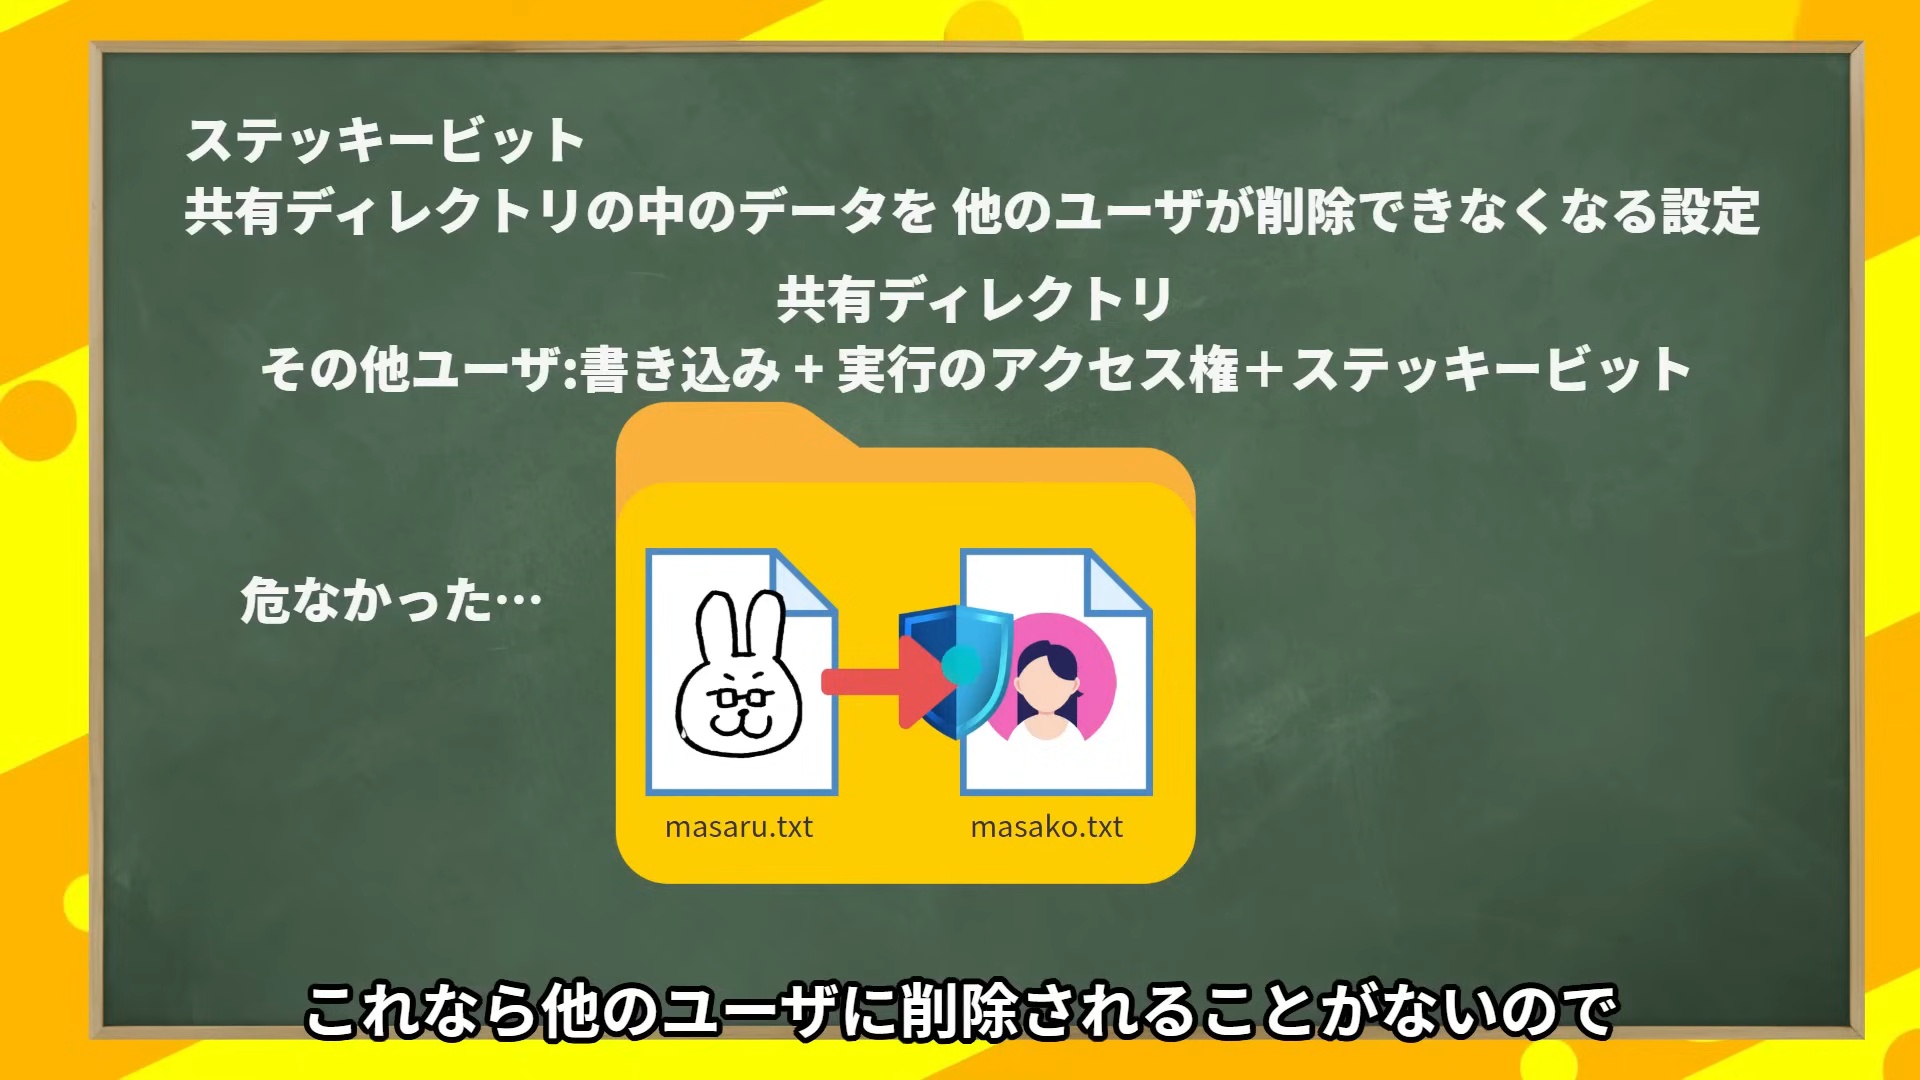 ステッキービット
共有ディレクトリの中のデータを 他のユーザが削除できなくなる設定
共有ディレクトリ
その他ユーザ:書き込み + 実行のアクセス権＋ステッキービット
危なかった…
masaru.txt
masako.txt
これなら他のユーザに削除されることがないので